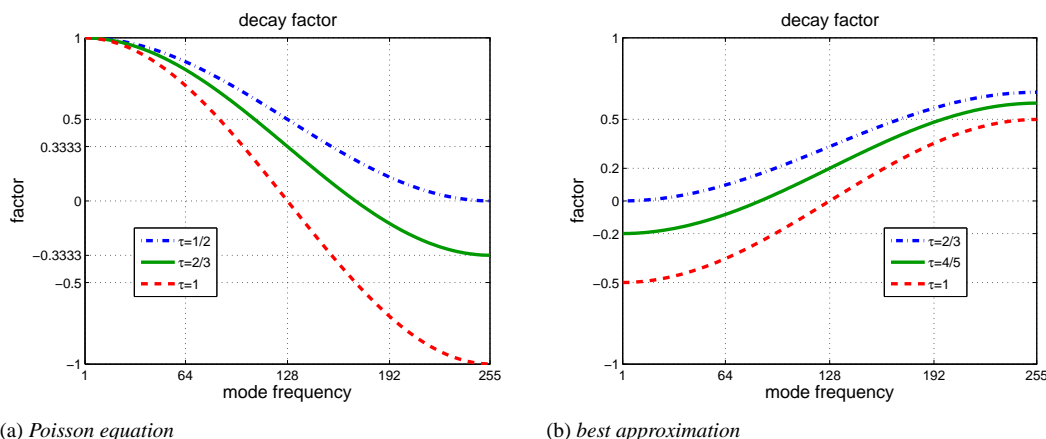 decay factor
1
0.5
0.3333
0
−0.3333
−0.5
−1
factor
τ=1/2
τ=2/3
τ=1
1
64
128
192
255
mode frequency
(a) Poisson equation
decay factor
1
0.5
0.2
0
−0.2
−0.5
−1
factor
τ=2/3
τ=4/5
τ=1
1
64
128
192
255
mode frequency
(b) best approximation